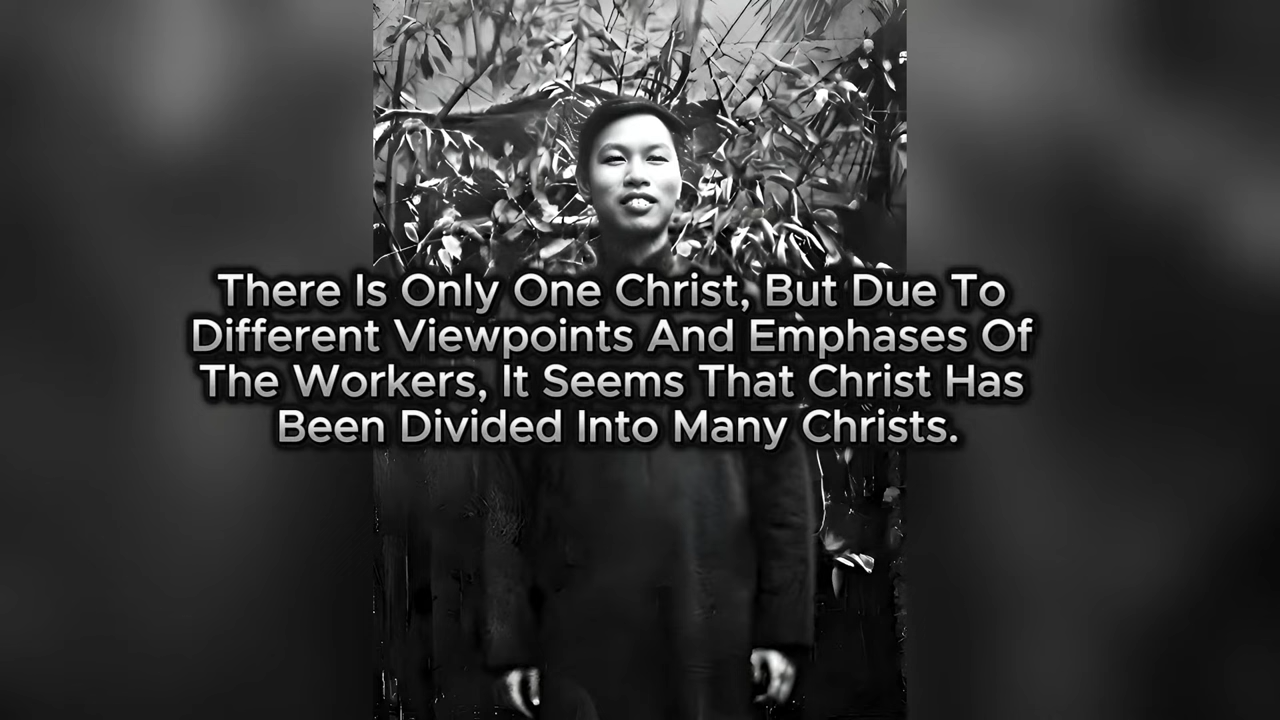 There Is Only One Christ, But Due To
Different Viewpoints And Emphases Of
The Workers, It Seems That Christ Has
Been Divided Into Many Christs.